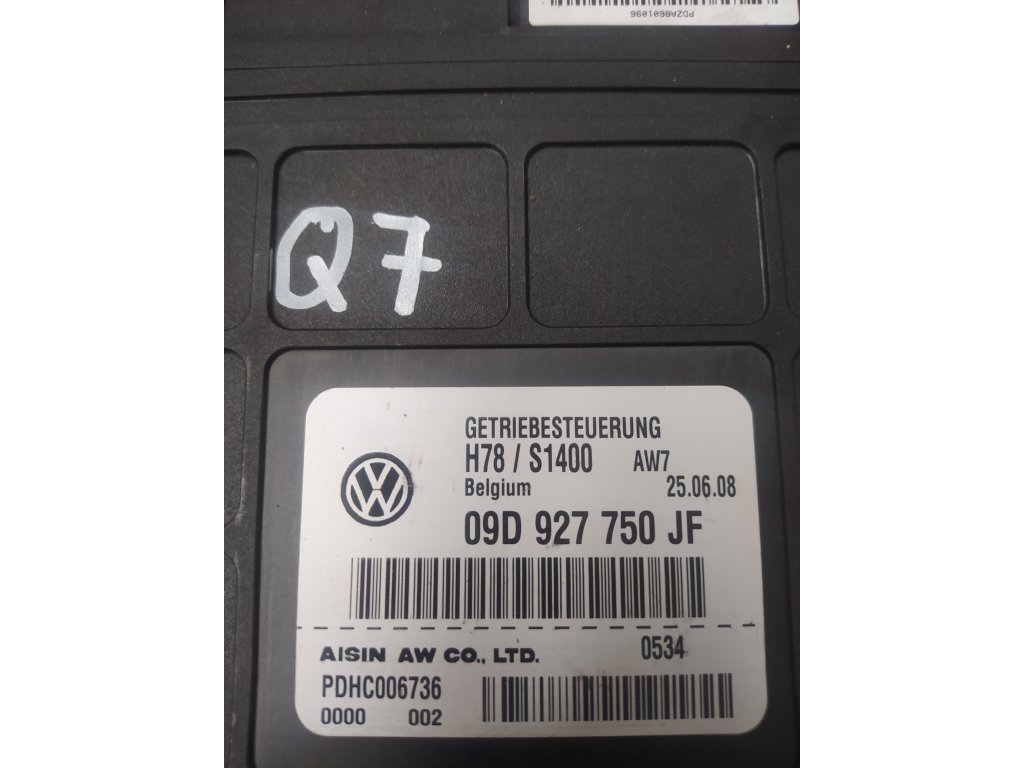 PDZA8601096
Q7
GETRIEBESTEUERUNG
H78 / S1400 AW7
Belgium 25.06.08
09D 927 750 JF
AISIN AW CO., LTD. 0534
PDHC006736
0000 002